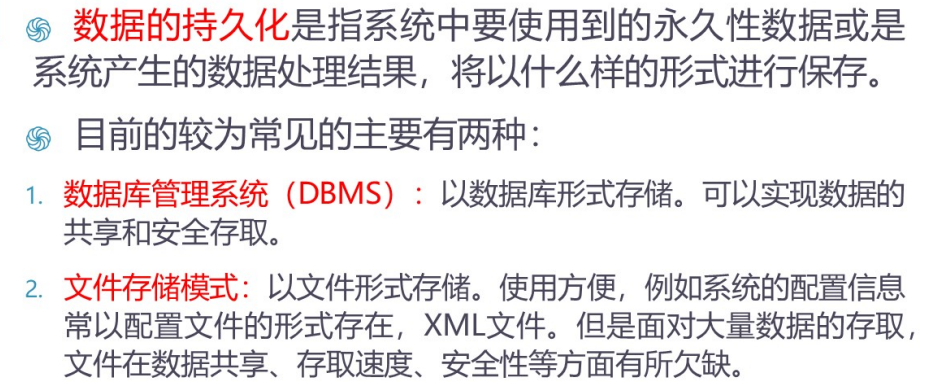 数据的持久化是指系统中要使用到的永久性数据或是
系统产生的数据处理结果，将以什么样的形式进行保存。
目前的较为常见的主要有两种：
1. 数据库管理系统（DBMS）：以数据库形式存储。可以实现数据的
共享和安全存取。
2. 文件存储模式：以文件形式存储。使用方便，例如系统的配置信息
常以配置文件的形式存在，XML文件。但是面对大量数据的存取，
文件在数据共享、存取速度、安全性等方面有所欠缺。